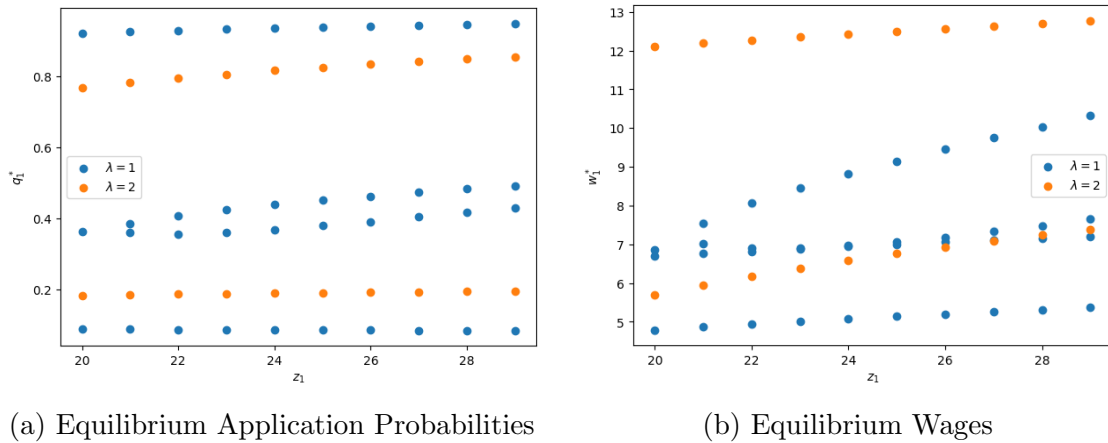 0.8
0.6
0.4
0.2
q₁*
λ = 1
λ = 2
20 22 24 26 28
z₁
13
12
11
10
9
8
7
6
5
w₁*
λ = 1
λ = 2
20 22 24 26 28
z₁
(a) Equilibrium Application Probabilities
(b) Equilibrium Wages